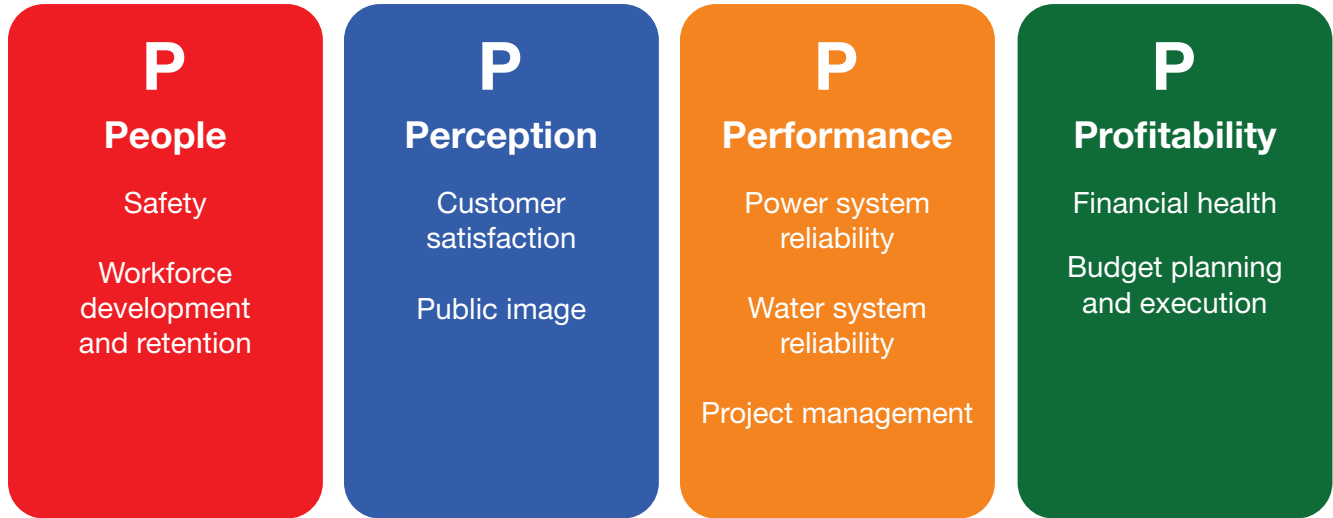 P
People
Safety
Workforce
development
and retention
P
Perception
Customer
satisfaction
Public image
P
Performance
Power system
reliability
Water system
reliability
Project management
P
Profitability
Financial health
Budget planning
and execution